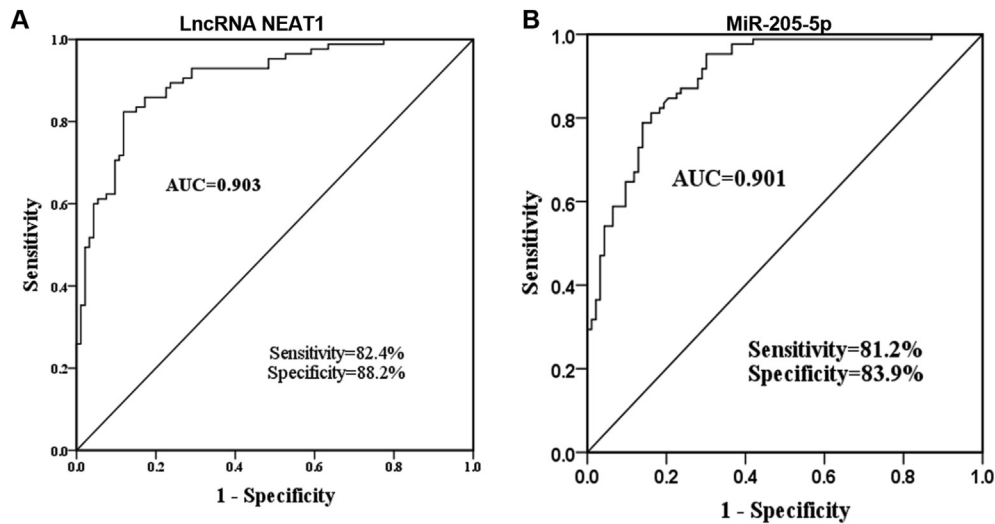 A
LncRNA NEAT1
1.0
0.8
0.6
0.4
0.2
0.0
Sensitivity
AUC=0.903
Sensitivity=82.4%
Specificity=88.2%
0.0 0.2 0.4 0.6 0.8 1.0
1 - Specificity
B
MiR-205-5p
1.0
0.8
0.6
0.4
0.2
0.0
Sensitivity
AUC=0.901
Sensitivity=81.2%
Specificity=83.9%
0.0 0.2 0.4 0.6 0.8 1.0
1 - Specificity